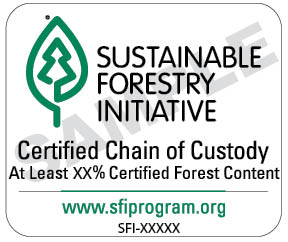 ®
SUSTAINABLE
FORESTRY
INITIATIVE
SAMPLE
Certified Chain of Custody
At Least XX% Certified Forest Content
www.sfiprogram.org
SFI-XXXXX